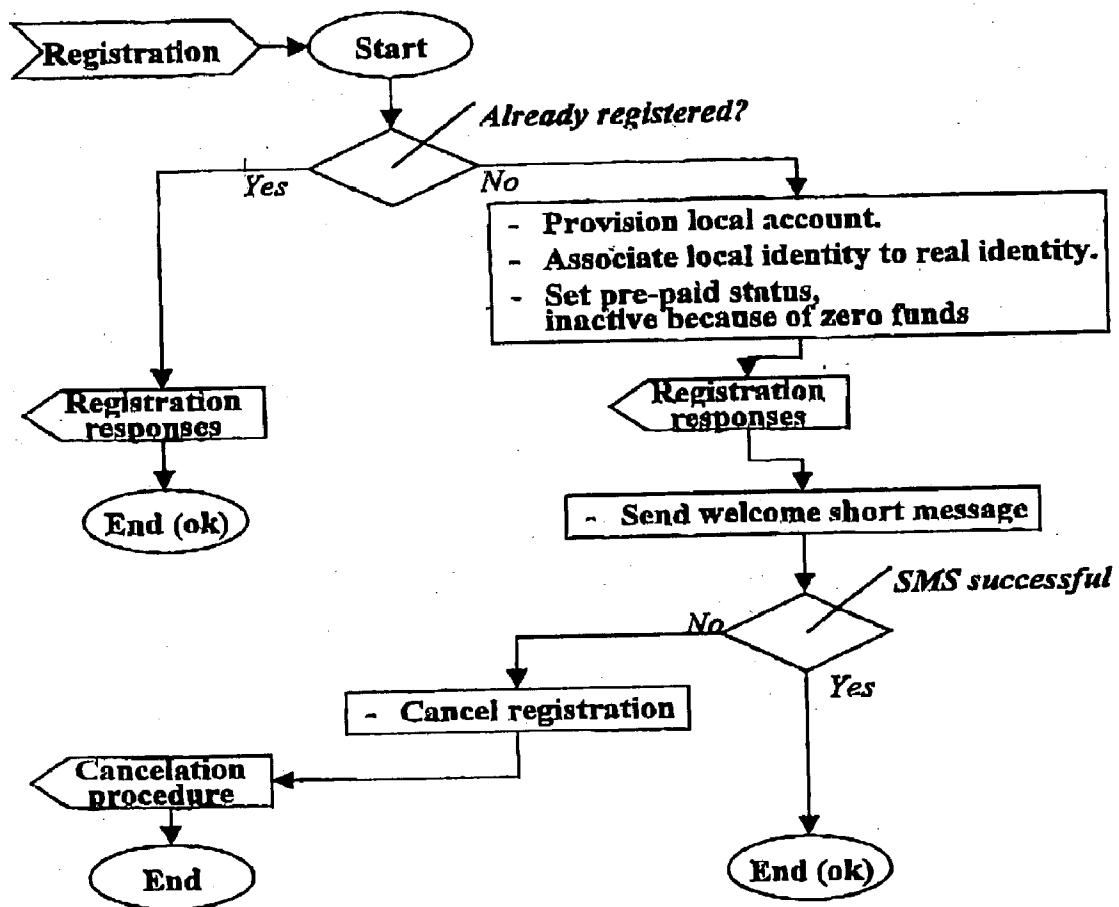 Registration
Start
Already registered?
Yes
No
- Provision local account.
- Associate local identity to real identity.
- Set pre-paid status,
inactive because of zero funds
Registration
responses
Registration
responses
End (ok)
- Send welcome short message
SMS successful
No
Yes
- Cancel registration
Cancelation
procedure
End
End (ok)